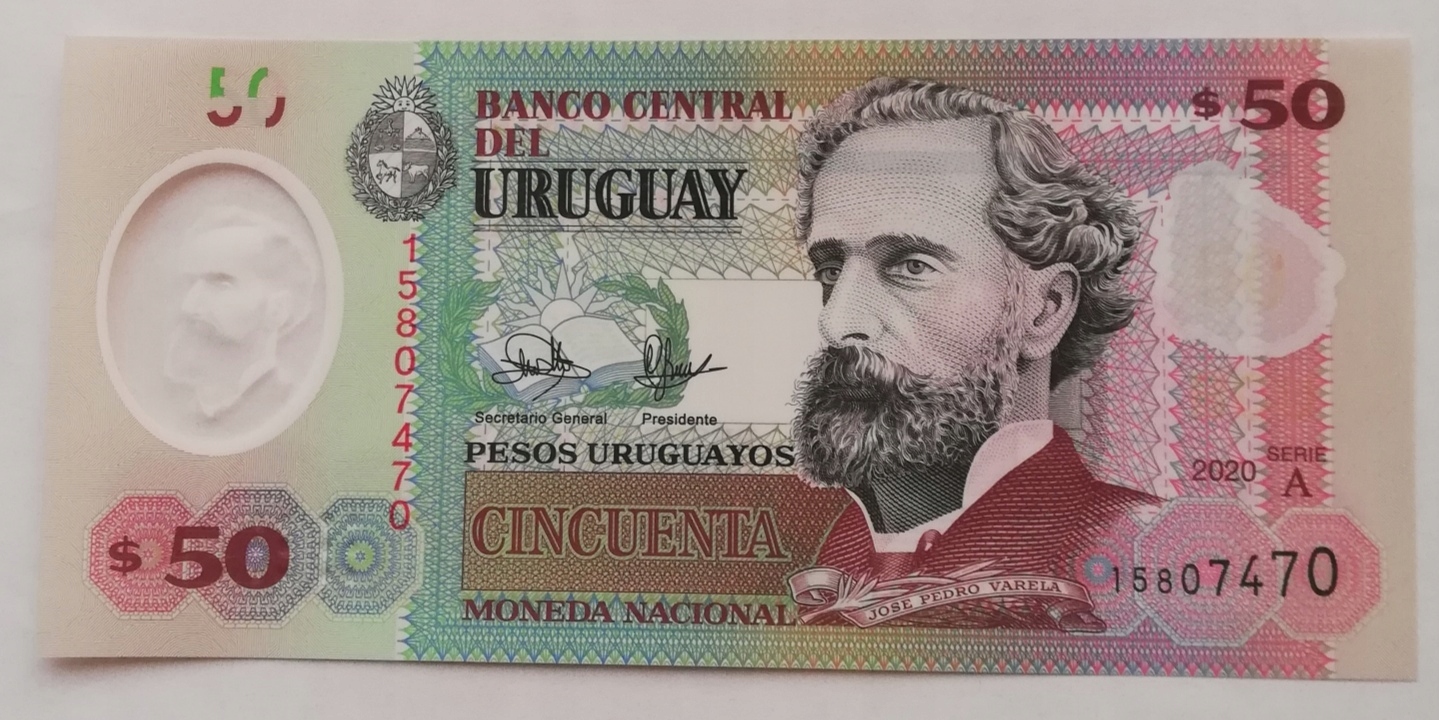 50
BANCO CENTRAL
DEL
URUGUAY
$ 50
15807470
Secretario General
Presidente
PESOS URUGUAYOS
CINCUENTA
MONEDA NACIONAL
2020
SERIE
A
$ 50
JOSE PEDRO VARELA
15807470